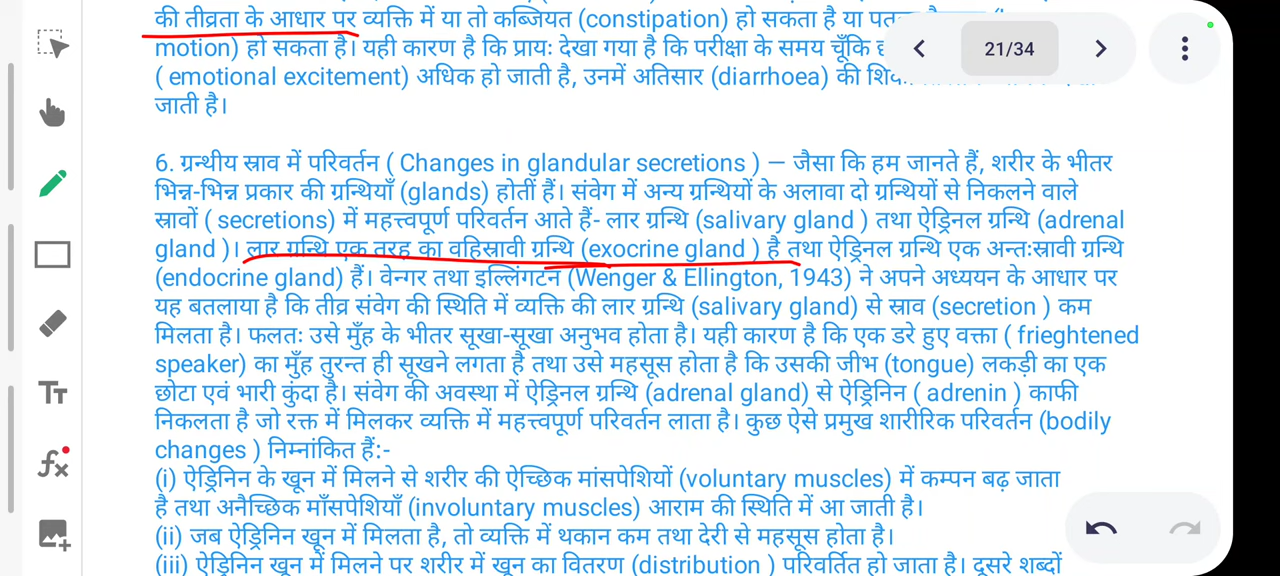 की तीव्रता के आधार पर व्यक्ति में या तो कब्जियत (constipation) हो सकता है या
motion) हो सकता है। यही कारण है कि प्रायः देखा गया है कि परीक्षा के समय चूँकि
( emotional excitement) अधिक हो जाती है, उनमें अतिसार (diarrhoea) की
जाती है।
21/34
6. ग्रन्थीय स्राव में परिवर्तन ( Changes in glandular secretions ) — जैसा कि हम जानते हैं, शरीर के भीतर
भिन्न-भिन्न प्रकार की ग्रन्थियाँ (glands) होतीं हैं। संवेग में अन्य ग्रन्थियों के अलावा दो ग्रन्थियों से निकलने वाले
स्रावों ( secretions) में महत्त्वपूर्ण परिवर्तन आते हैं- लार ग्रन्थि (salivary gland ) तथा ऐड्रिनल ग्रन्थि (adrenal
gland )। लार ग्रन्थि एक तरह का वहिस्रावी ग्रन्थि (exocrine gland ) है तथा ऐड्रिनल ग्रन्थि एक अन्तःस्रावी ग्रन्थि
(endocrine gland) हैं। वेन्गर तथा इल्लिंगटन (Wenger & Ellington, 1943) ने अपने अध्ययन के आधार पर
यह बतलाया है कि तीव्र संवेग की स्थिति में व्यक्ति की लार ग्रन्थि (salivary gland) से स्राव (secretion ) कम
मिलता है। फलतः उसे मुँह के भीतर सूखा-सूखा अनुभव होता है। यही कारण है कि एक डरे हुए वक्ता ( frieghtened
speaker) का मुँह तुरन्त ही सूखने लगता है तथा उसे महसूस होता है कि उसकी जीभ (tongue) लकड़ी का एक
छोटा एवं भारी कुंदा है। संवेग की अवस्था में ऐड्रिनल ग्रन्थि (adrenal gland) से ऐड्रिनिन ( adrenin ) काफी
निकलता है जो रक्त में मिलकर व्यक्ति में महत्त्वपूर्ण परिवर्तन लाता है। कुछ ऐसे प्रमुख शारीरिक परिवर्तन (bodily
changes ) निम्नांकित हैं:-
(i) ऐड्रिनिन के खून में मिलने से शरीर की ऐच्छिक मांसपेशियों (voluntary muscles) में कम्पन बढ़ जाता
है तथा अनैच्छिक माँसपेशियाँ (involuntary muscles) आराम की स्थिति में आ जाती है।
(ii) जब ऐड्रिनिन खून में मिलता है, तो व्यक्ति में थकान कम तथा देरी से महसूस होता है।
(iii) ऐड्रिनिन खून में मिलने पर शरीर में खून का वितरण (distribution ) परिवर्तित हो जाता है। दूसरे शब्दों